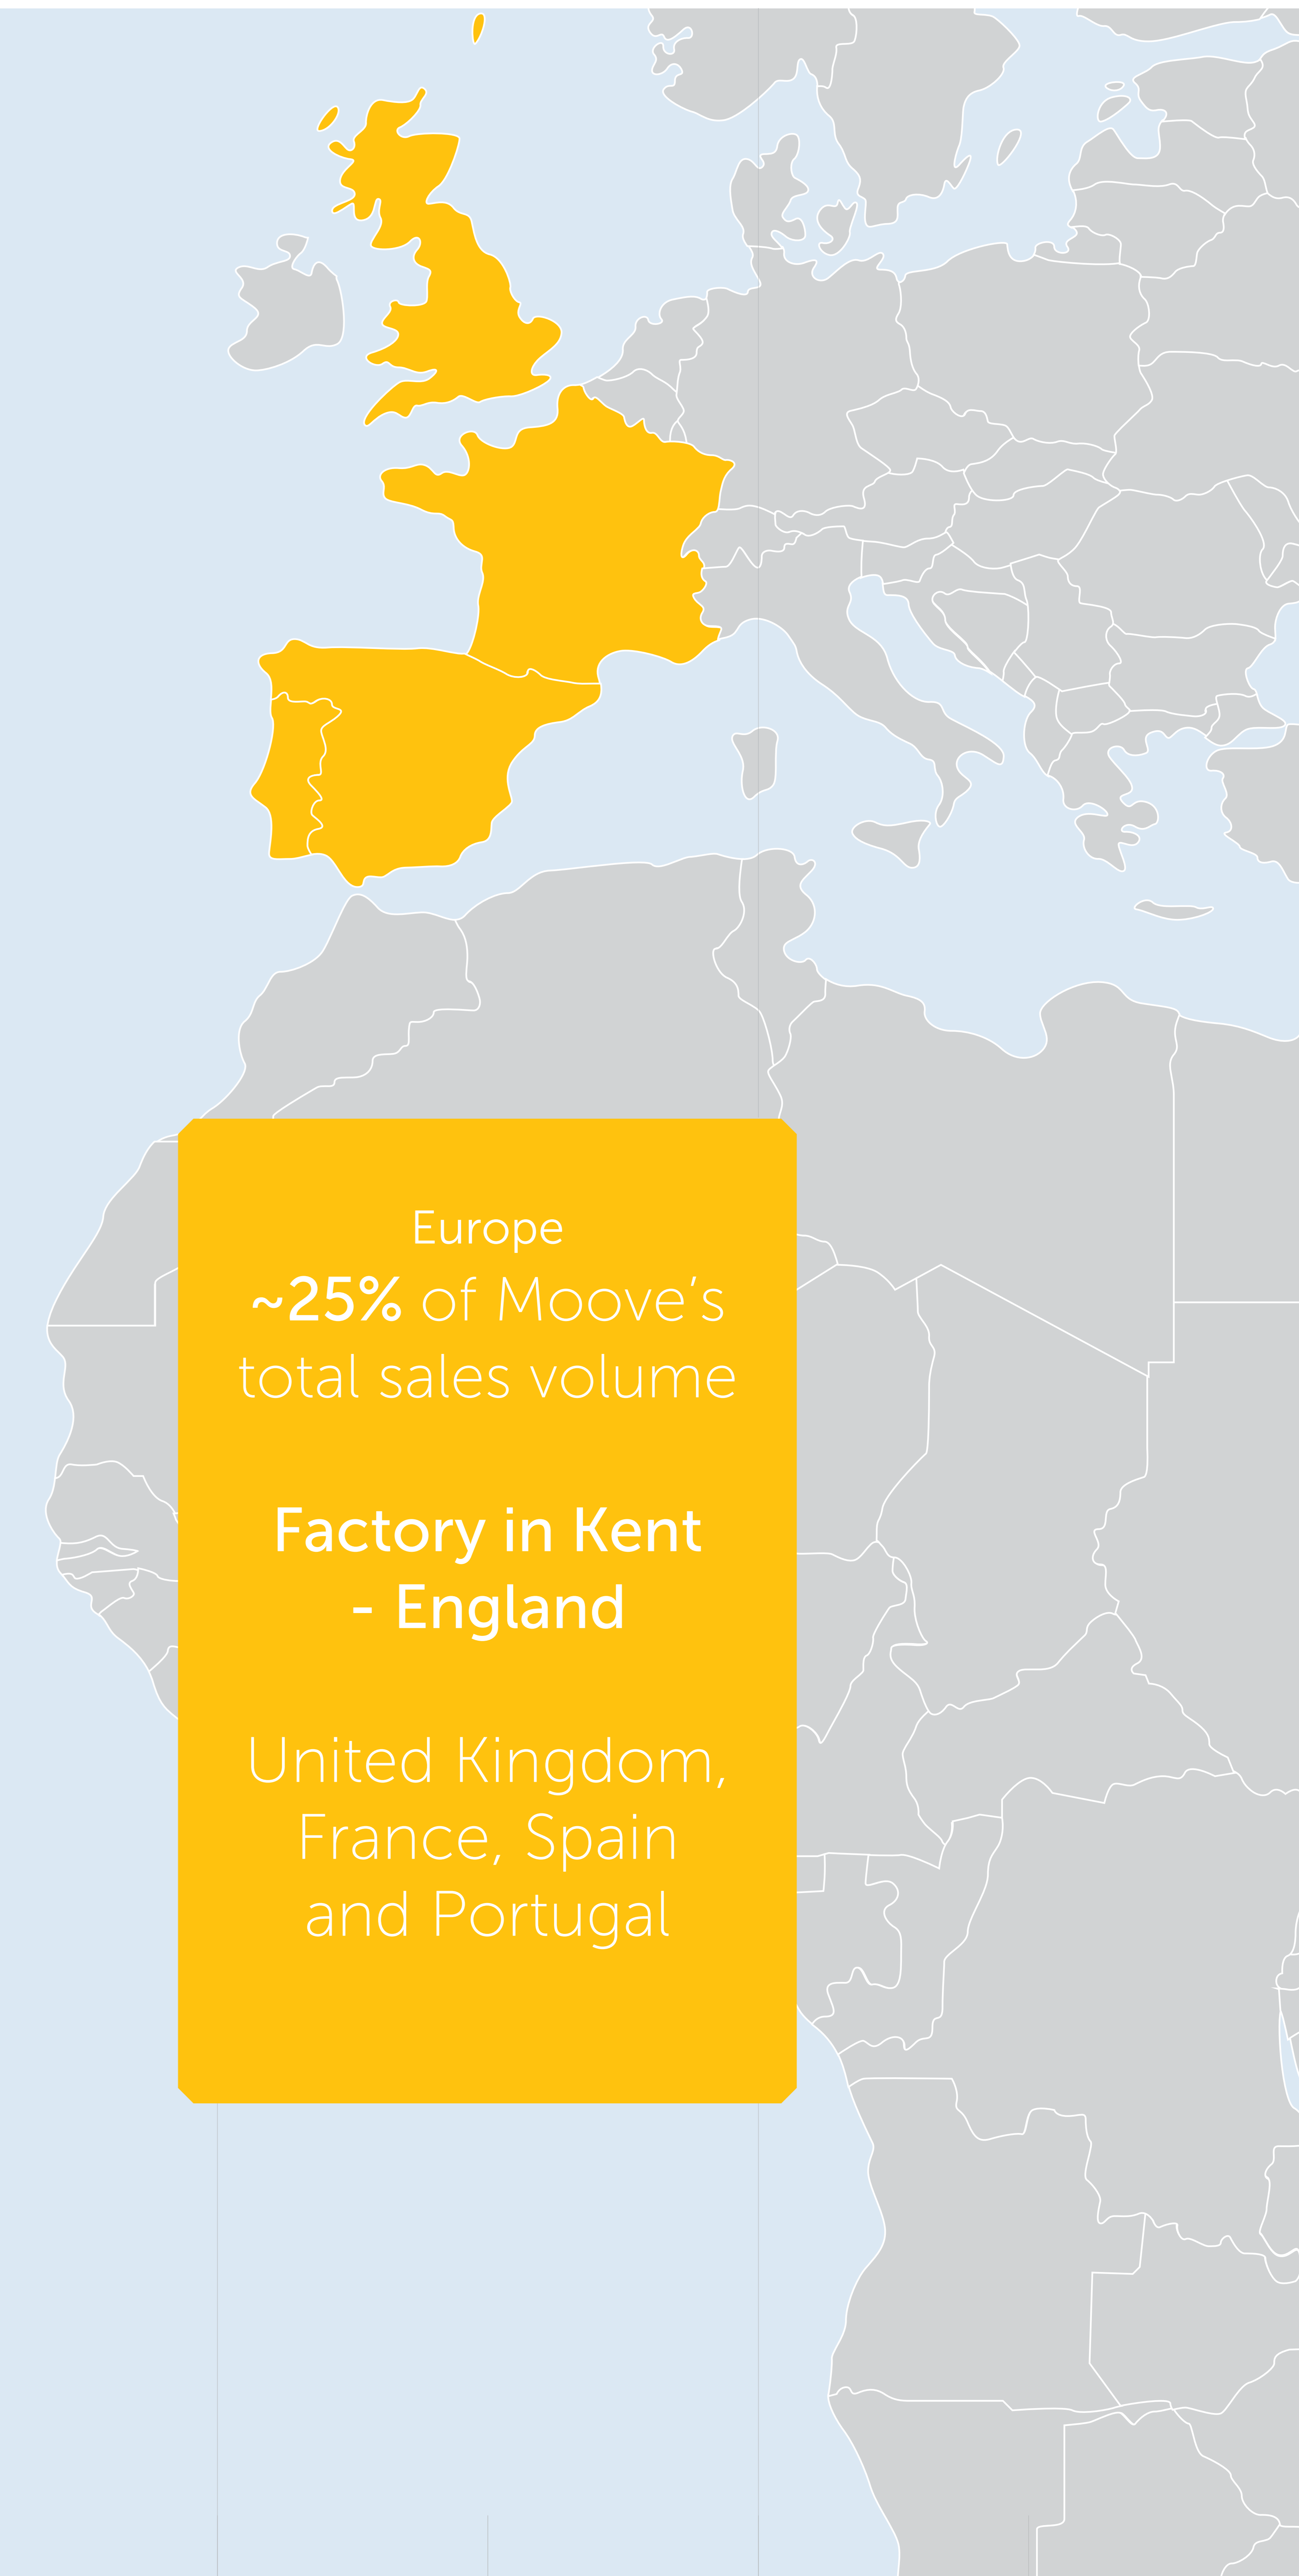 Europe
~25% of Moove’s
total sales volume
Factory in Kent
- England
United Kingdom,
France, Spain
and Portugal